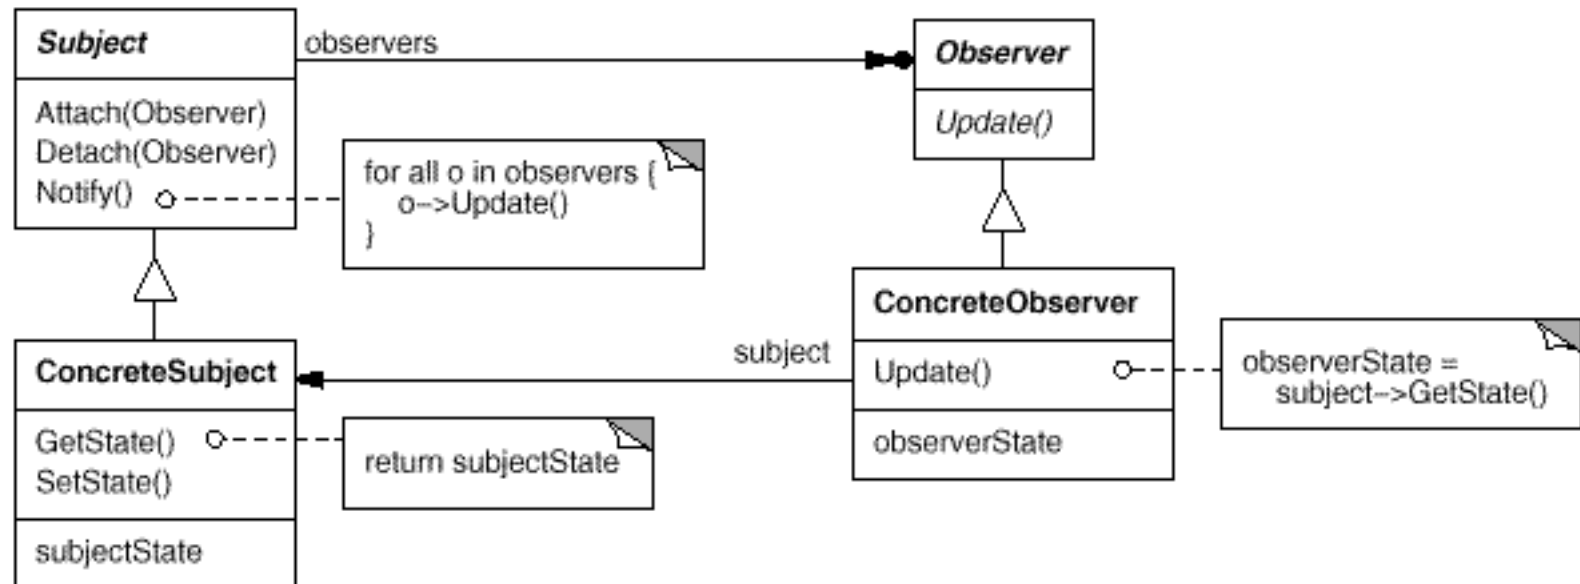 Subject
observers
Observer
Attach(Observer)
Detach(Observer)
Notify()
for all o in observers {
o->Update()
}
Update()
ConcreteSubject
GetState()
SetState()
subjectState
return subjectState
subject
ConcreteObserver
Update()
observerState
observerState =
subject->GetState()